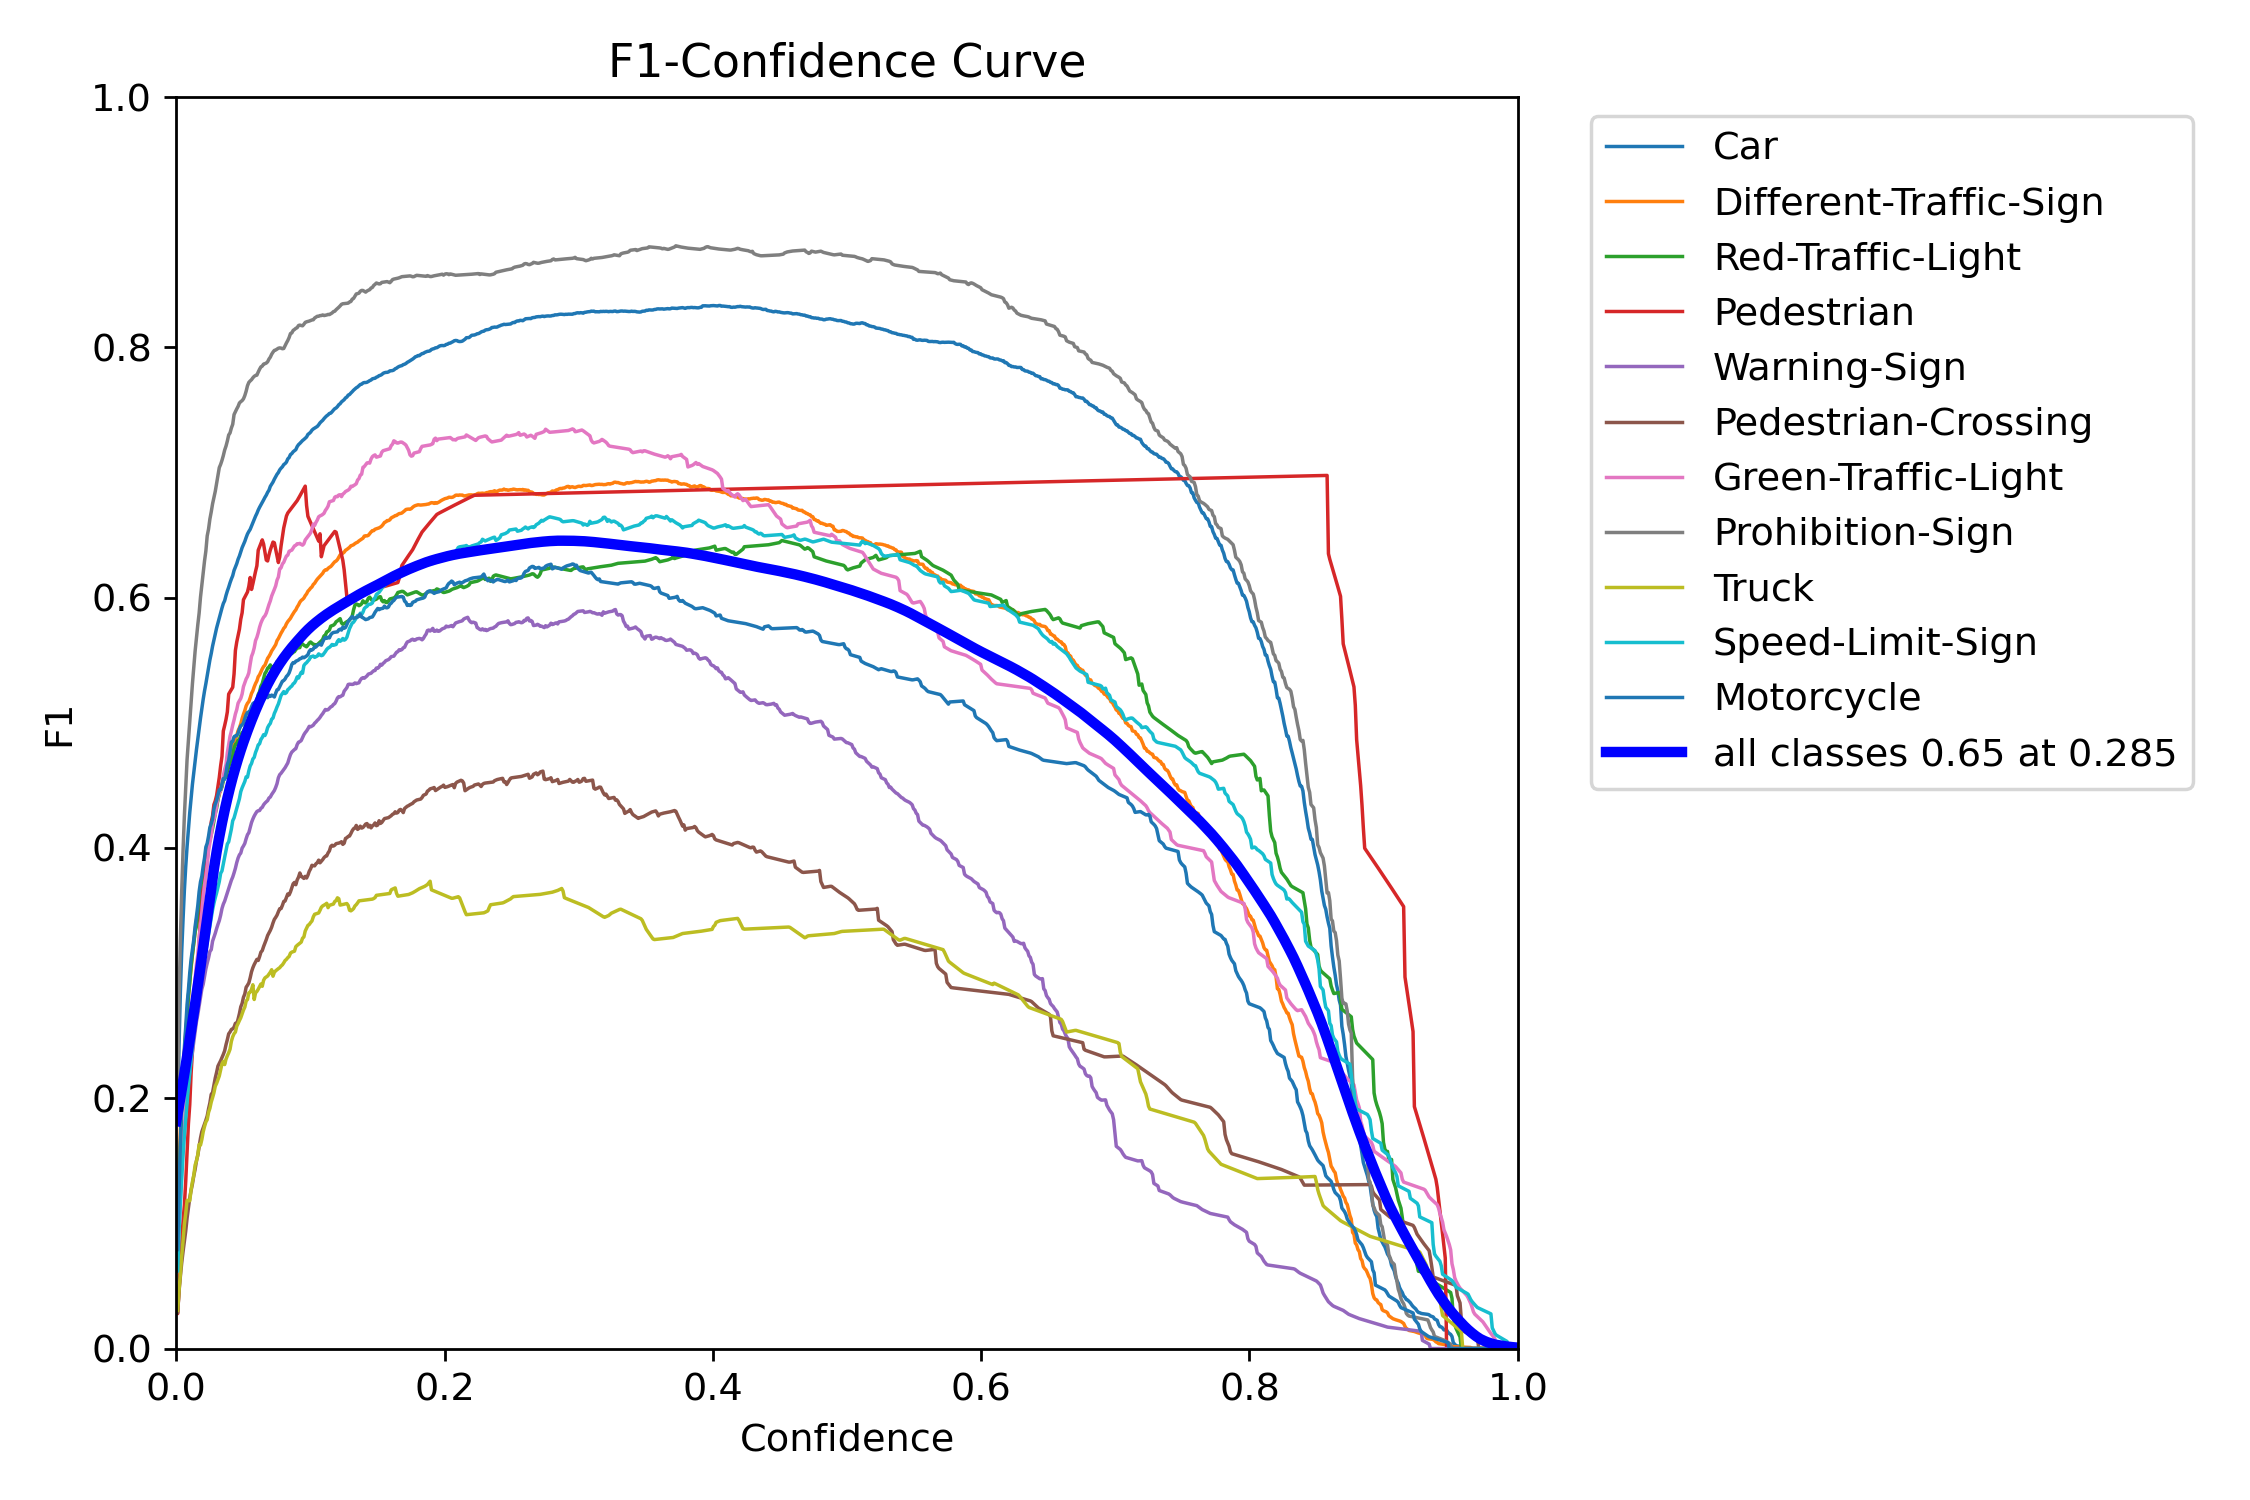 F1-Confidence Curve
1.0
0.8
0.6
0.4
0.2
0.0
F1
0.0 0.2 0.4 0.6 0.8 1.0
Confidence
Car
Different-Traffic-Sign
Red-Traffic-Light
Pedestrian
Warning-Sign
Pedestrian-Crossing
Green-Traffic-Light
Prohibition-Sign
Truck
Speed-Limit-Sign
Motorcycle
all classes 0.65 at 0.285